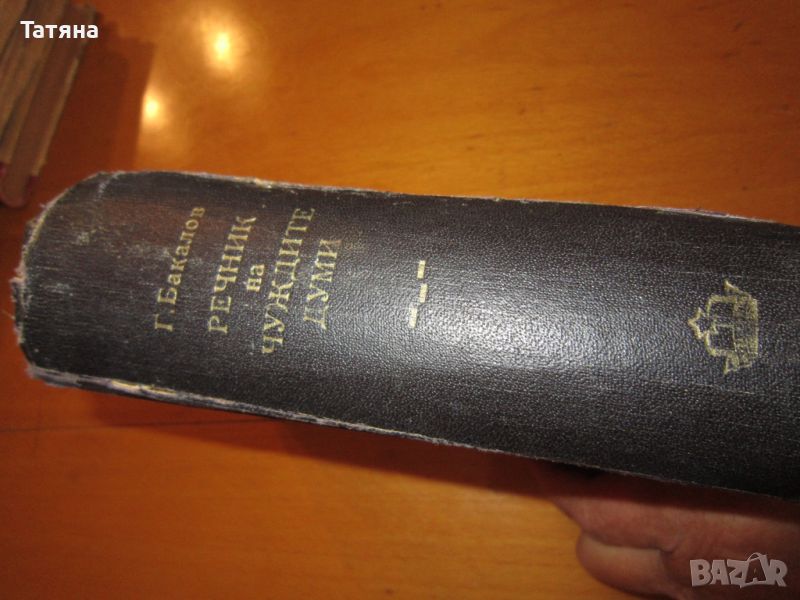 Татяна
Г. Бакалов
РЕЧНИК
на
ЧУЖДИТЕ
ДУМИ
BAZAR